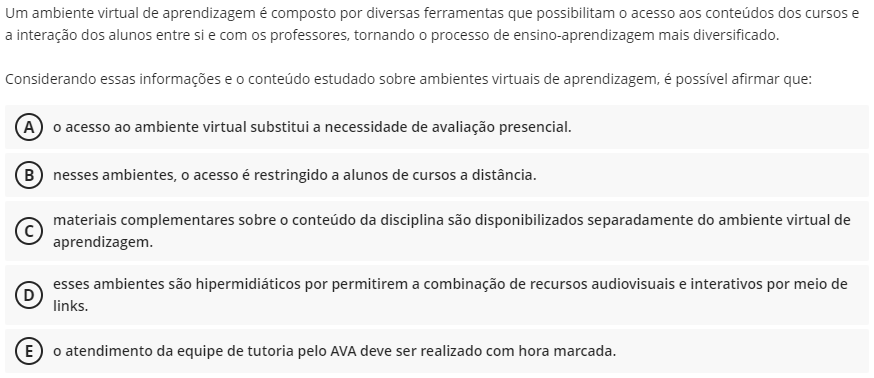 Um ambiente virtual de aprendizagem é composto por diversas ferramentas que possibilitam o acesso aos conteúdos dos cursos e
a interação dos alunos entre si e com os professores, tornando o processo de ensino-aprendizagem mais diversificado.
Considerando essas informações e o conteúdo estudado sobre ambientes virtuais de aprendizagem, é possível afirmar que:
A o acesso ao ambiente virtual substitui a necessidade de avaliação presencial.
B nesses ambientes, o acesso é restringido a alunos de cursos a distância.
C materiais complementares sobre o conteúdo da disciplina são disponibilizados separadamente do ambiente virtual de
aprendizagem.
D esses ambientes são hipermidiáticos por permitirem a combinação de recursos audiovisuais e interativos por meio de
links.
E o atendimento da equipe de tutoria pelo AVA deve ser realizado com hora marcada.